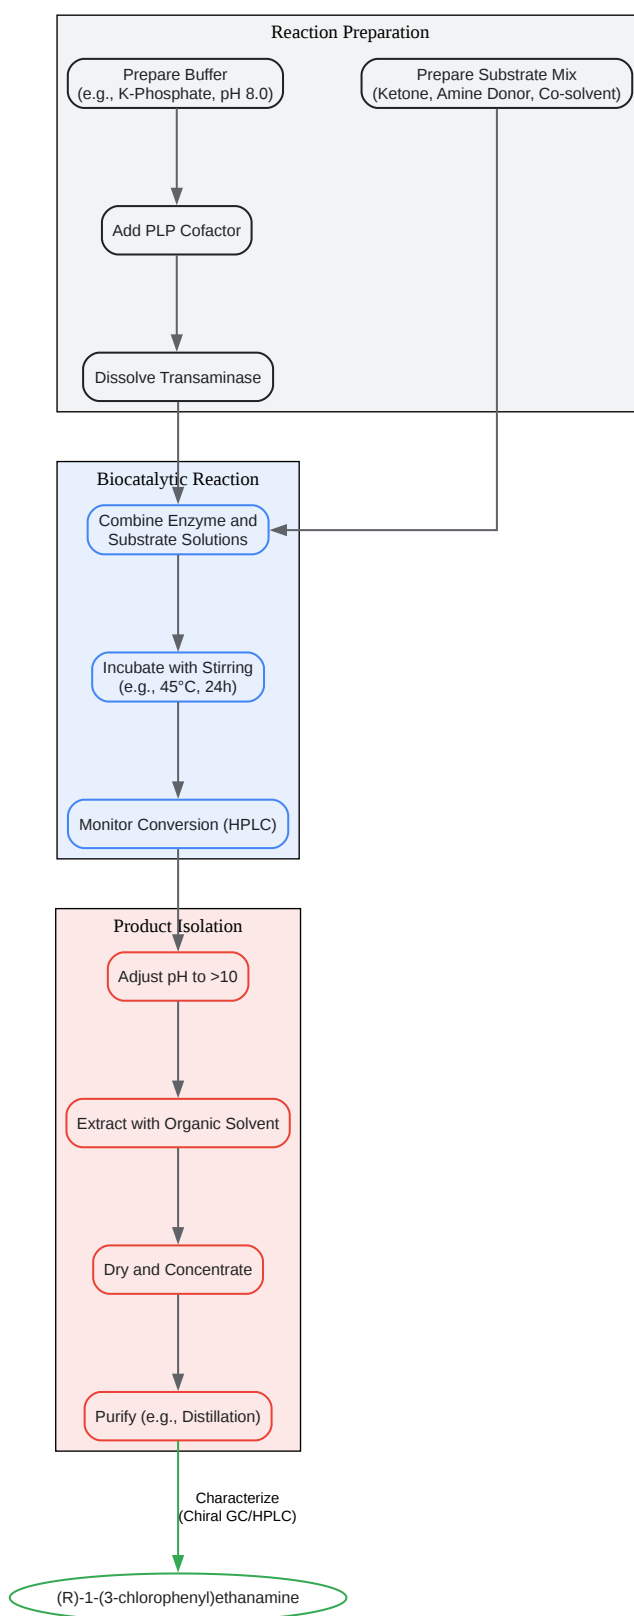 Reaction Preparation
Prepare Buffer
(e.g., K-Phosphate, pH 8.0)
Prepare Substrate Mix
(Ketone, Amine Donor, Co-solvent)
Add PLP Cofactor
Dissolve Transaminase
Biocatalytic Reaction
Combine Enzyme and
Substrate Solutions
Incubate with Stirring
(e.g., 45°C, 24h)
Monitor Conversion (HPLC)
Product Isolation
Adjust pH to >10
Extract with Organic Solvent
Dry and Concentrate
Purify (e.g., Distillation)
Characterize
(Chiral GC/HPLC)
(R)-1-(3-chlorophenyl)ethanamine